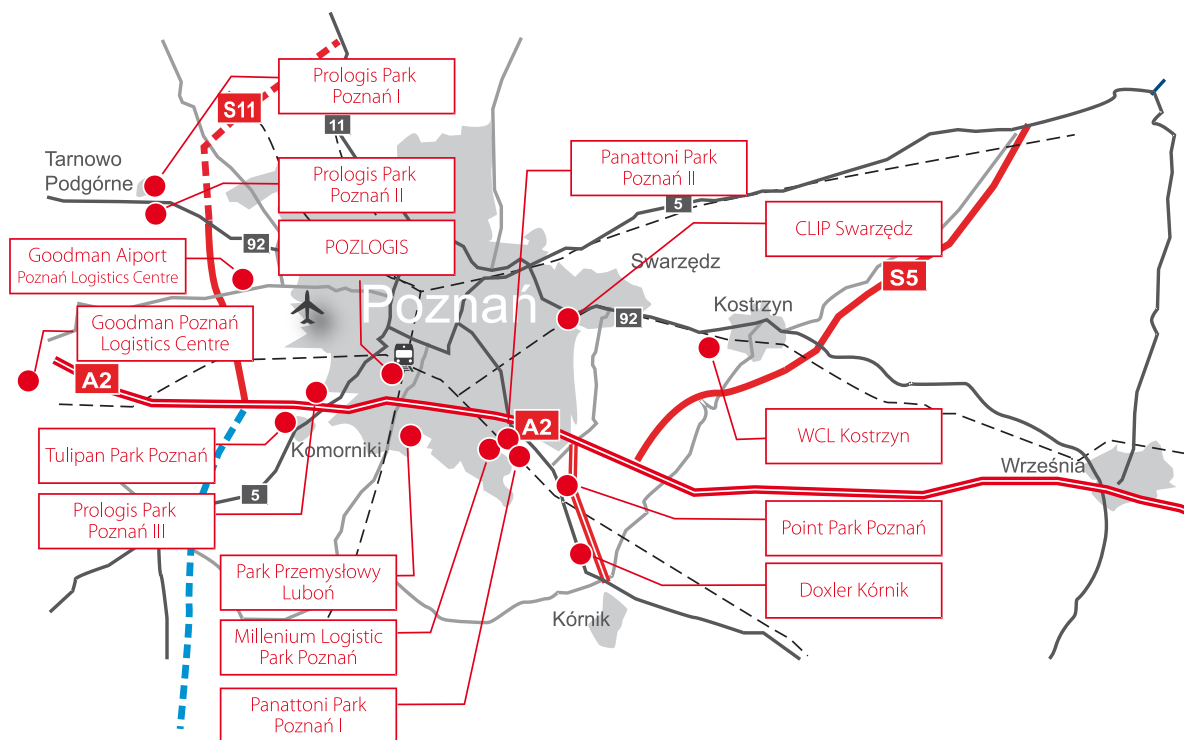 Prologis Park
Poznań I
S11
11
Tarnowo
Podgórne
Prologis Park
Poznań II
Panattoni Park
Poznań II
5
92
POZLOGIS
CLIP Swarzędz
Goodman Aiport
Poznań Logistics Centre
Swarzędz
S5
Poznań
Kostrzyn
92
Goodman Poznań
Logistics Centre
A2
A2
Tulipan Park Poznań
Komorniki
WCL Kostrzyn
Września
5
Prologis Park
Poznań III
Point Park Poznań
Park Przemysłowy
Luboń
Doxler Kórnik
Kórnik
Millenium Logistic
Park Poznań
Panattoni Park
Poznań I